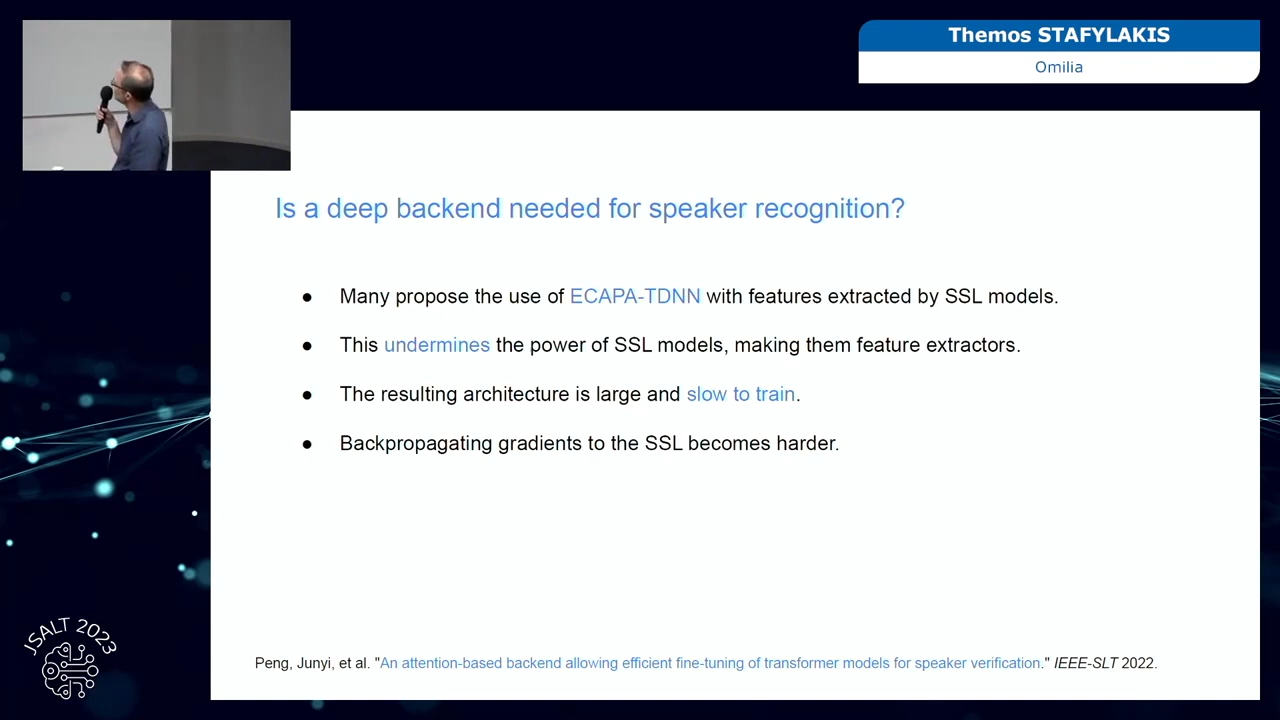 Themos STAFYLAKIS
Omilia
Is a deep backend needed for speaker recognition?
● Many propose the use of ECAPA-TDNN with features extracted by SSL models.
● This undermines the power of SSL models, making them feature extractors.
● The resulting architecture is large and slow to train.
● Backpropagating gradients to the SSL becomes harder.
JSALT 2023
Peng, Junyi, et al. "An attention-based backend allowing efficient fine-tuning of transformer models for speaker verification." IEEE-SLT 2022.